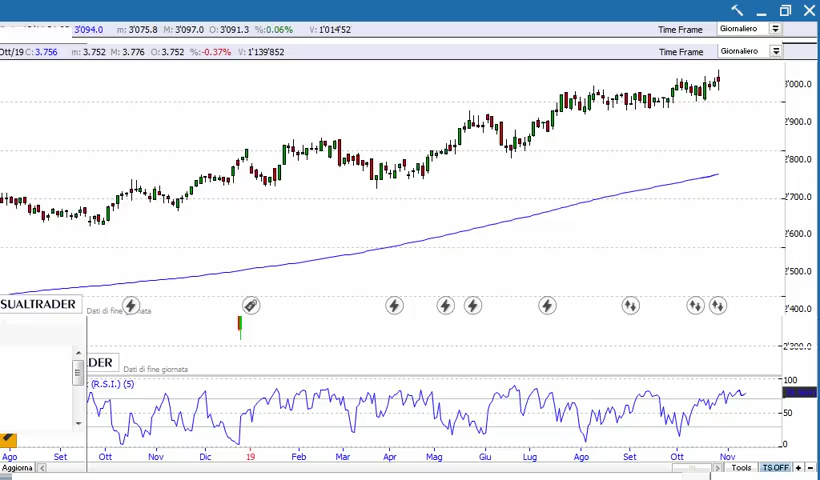 3'094.0 m: 3'075.8 M: 3'097.0 O: 3'091.3 %:0.06% V: 1'014'52 Time Frame Giornaliero
Ott/19 C: 3.756 m: 3.752 M: 3.776 O: 3.752 %:-0.37% V: 1'139'852 Time Frame Giornaliero
3'000.0
2'900.0
2'800.0
2'700.0
2'600.0
2'500.0
2'400.0
2'300.0
SUALTRADER Dati di fine giornata
DER Dati di fine giornata
(R.S.I.) (5)
100
50
0
Ago Set Ott Nov Dic 19 Feb Mar Apr Mag Giu Lug Ago Set Ott Nov
Aggiorna Tools TS OFF